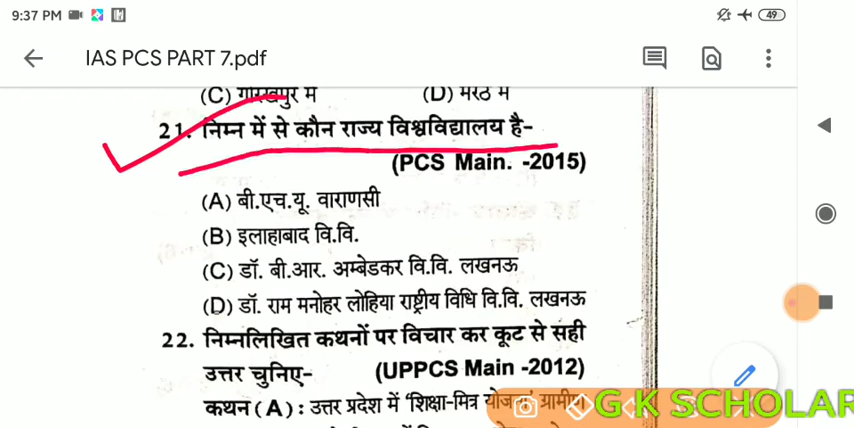 9:37 PM
49
IAS PCS PART 7.pdf
(C) गोरखपुर में (D) मेरठ में
21. निम्न में से कौन राज्य विश्वविद्यालय है-
(PCS Main. -2015)
(A) बी.एच.यू. वाराणसी
(B) इलाहाबाद वि.वि.
(C) डॉ. बी.आर. अम्बेडकर वि.वि. लखनऊ
(D) डॉ. राम मनोहर लोहिया राष्ट्रीय विधि वि.वि. लखनऊ
22. निम्नलिखित कथनों पर विचार कर कूट से सही
उत्तर चुनिए- (UPPCS Main -2012)
कथन (A) : उत्तर प्रदेश में 'शिक्षा-मित्र योजना' ग्रामीण
G K SCHOLAR